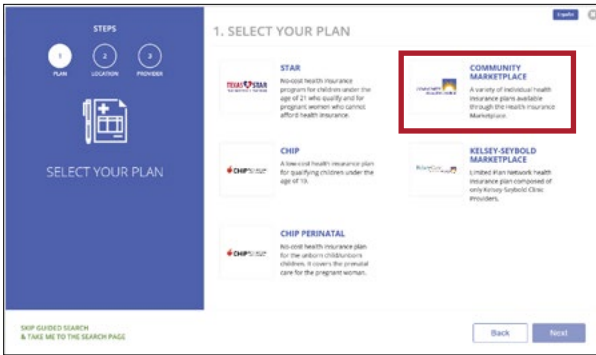 STEPS
1
2
3
PLAN
LOCATION
PROVIDER
SELECT YOUR PLAN
Español
1. SELECT YOUR PLAN
TEXAS STAR
STAR
No-cost health insurance
program for children under the
age of 21 who qualify and for
pregnant women who cannot
afford health insurance.
COMMUNITY
MARKETPLACE
A variety of individual health
insurance plans available
through the Health Insurance
Marketplace.
CHIP
CHIP
A low-cost health insurance plan
for qualifying children under the
age of 19.
KELSEY-SEYBOLD
MARKETPLACE
Limited Plan Network health
insurance plan composed of
only Kelsey-Seybold Clinic
Providers.
CHIP
CHIP PERINATAL
No-cost health insurance plan
for the unborn child/unborn
children. It covers the prenatal
care for the pregnant woman.
SKIP GUIDED SEARCH
& TAKE ME TO THE SEARCH PAGE
Back
Next